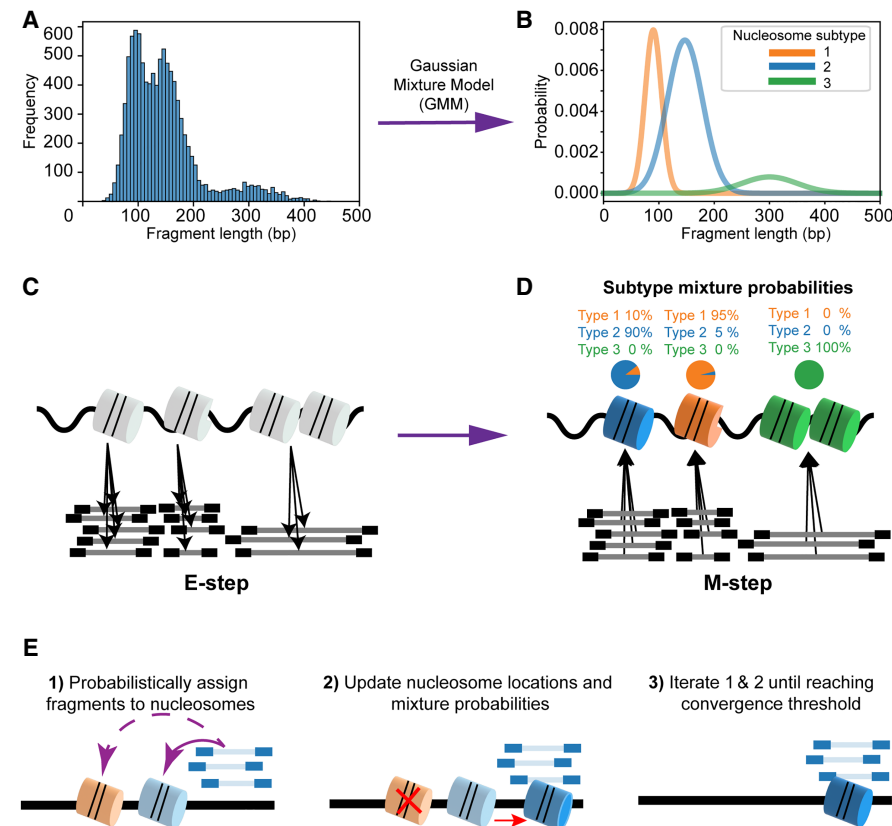 A
600
500
400
300
200
100
0
100
200
300
400
500
Frequency
Fragment length (bp)
Gaussian
Mixture Model
(GMM)
B
0.008
0.006
0.004
0.002
0.000
0
100
200
300
400
500
Probability
Fragment length (bp)
Nucleosome subtype
1
2
3
C
E-step
D
Subtype mixture probabilities
Type 1 10%
Type 2 90%
Type 3 0 %
Type 1 95%
Type 2 5 %
Type 3 0 %
Type 1 0 %
Type 2 0 %
Type 3 100%
M-step
E
1) Probabilistically assign
fragments to nucleosomes
2) Update nucleosome locations and
mixture probabilities
3) Iterate 1 & 2 until reaching
convergence threshold